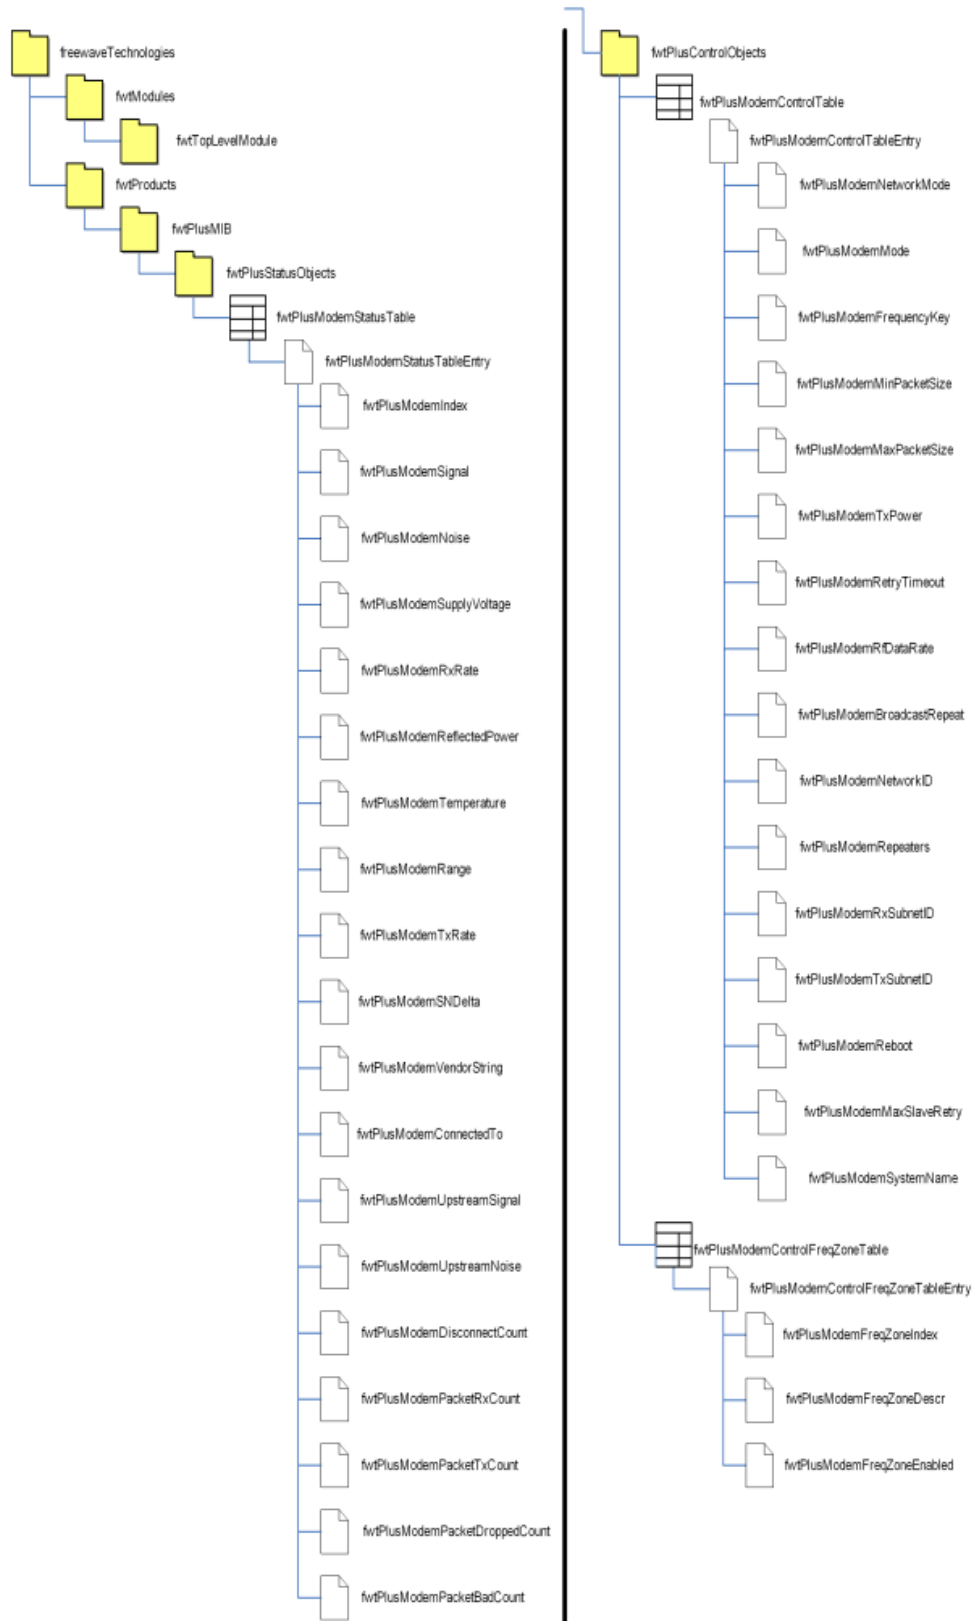 freewaveTechnologies
fwtModules
fwtTopLevelModule
fwtProducts
fwtPlusMIB
fwtPlusStatusObjects
fwtPlusModemStatusTable
fwtPlusModemStatusTableEntry
fwtPlusModemIndex
fwtPlusModemSignal
fwtPlusModemNoise
fwtPlusModemSupplyVoltage
fwtPlusModemRxRate
fwtPlusModemReflectedPower
fwtPlusModemTemperature
fwtPlusModemRange
fwtPlusModemTxRate
fwtPlusModemSNDelta
fwtPlusModemVendorString
fwtPlusModemConnectedTo
fwtPlusModemUpstreamSignal
fwtPlusModemUpstreamNoise
fwtPlusModemDisconnectCount
fwtPlusModemPacketRxCount
fwtPlusModemPacketTxCount
fwtPlusModemPacketDroppedCount
fwtPlusModemPacketBadCount
fwtPlusControlObjects
fwtPlusModemControlTable
fwtPlusModemControlTableEntry
fwtPlusModemNetworkMode
fwtPlusModemMode
fwtPlusModemFrequencyKey
fwtPlusModemMinPacketSize
fwtPlusModemMaxPacketSize
fwtPlusModemTxPower
fwtPlusModemRetryTimeout
fwtPlusModemRfDataRate
fwtPlusModemBroadcastRepeat
fwtPlusModemNetworkID
fwtPlusModemRepeaters
fwtPlusModemRxSubnetID
fwtPlusModemTxSubnetID
fwtPlusModemReboot
fwtPlusModemMaxSlaveRetry
fwtPlusModemSystemName
fwtPlusModemControlFreqZoneTable
fwtPlusModemControlFreqZoneTableEntry
fwtPlusModemFreqZoneIndex
fwtPlusModemFreqZoneDescr
fwtPlusModemFreqZoneEnabled